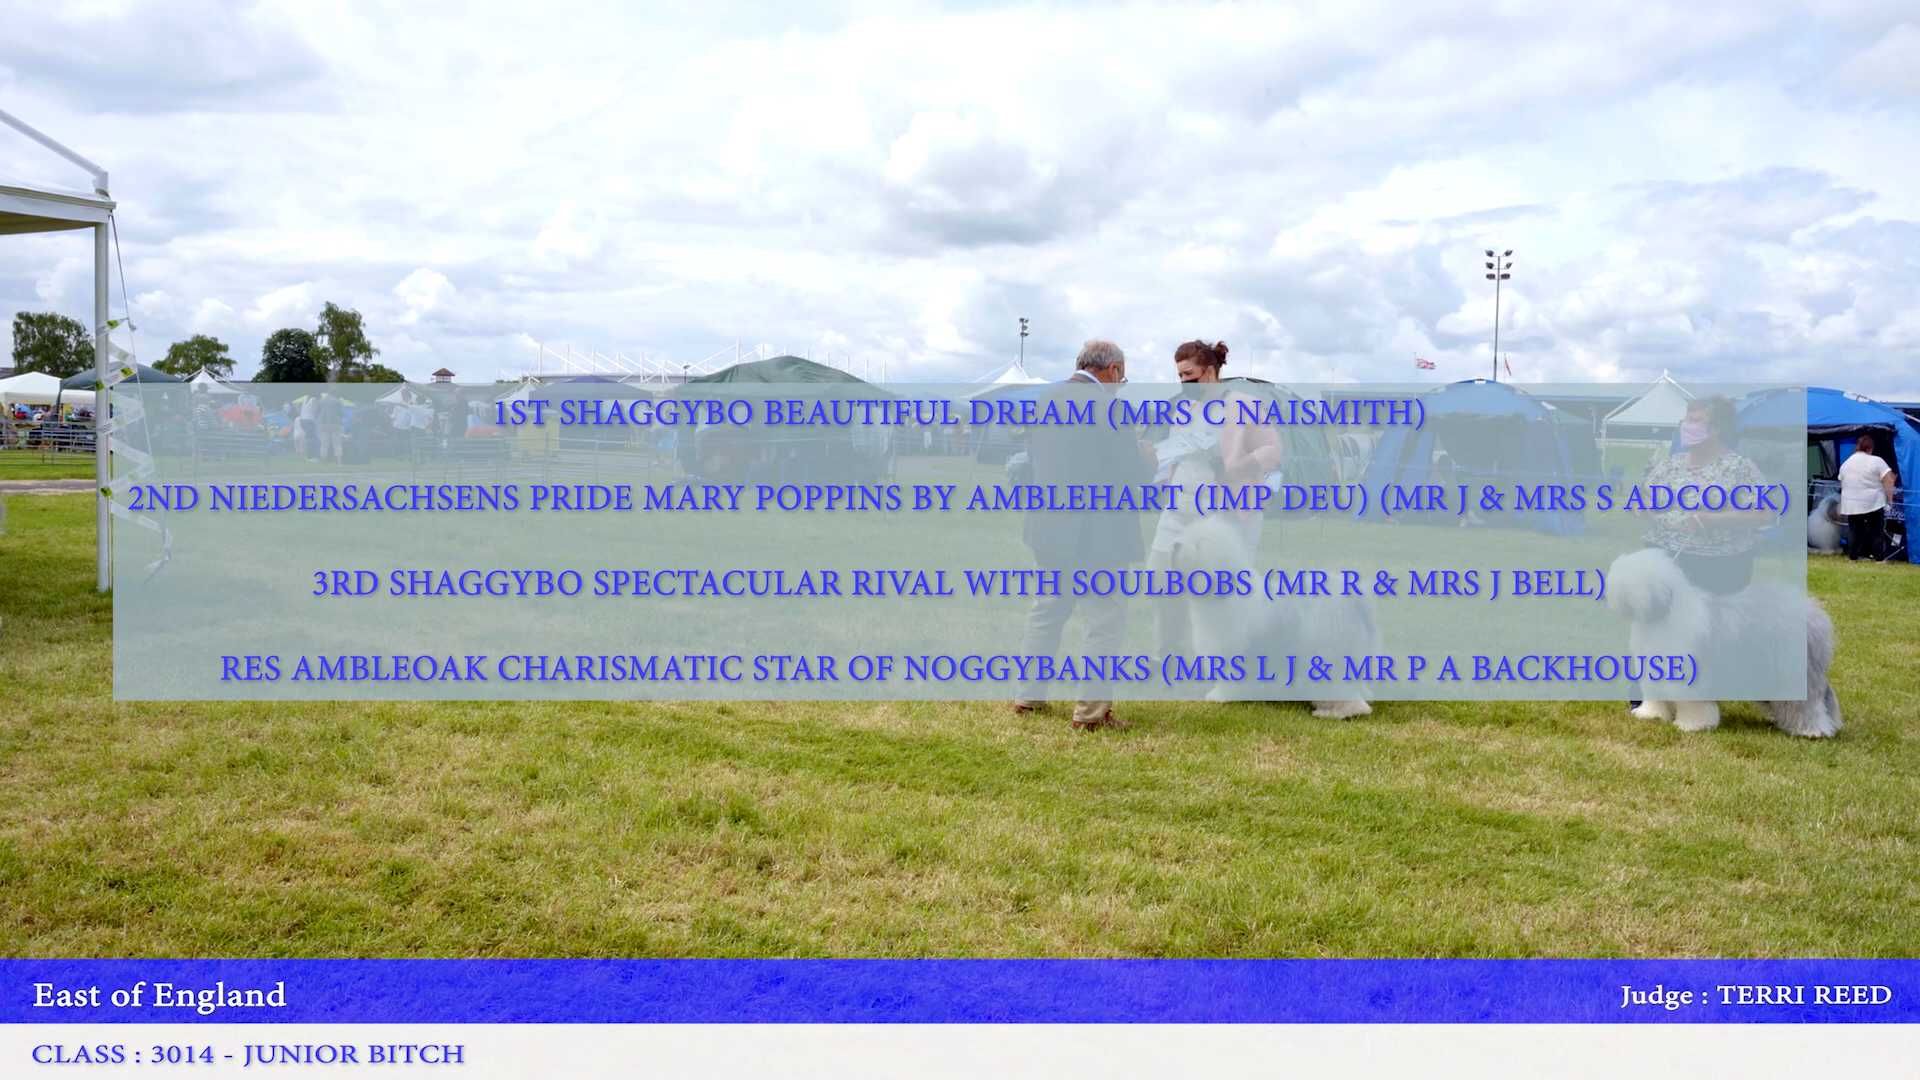 1ST SHAGGYBO BEAUTIFUL DREAM (MRS C NAISMITH)
2ND NIEDERSACHSENS PRIDE MARY POPPINS BY AMBLEHART (IMP DEU) (MR J & MRS S ADCOCK)
3RD SHAGGYBO SPECTACULAR RIVAL WITH SOULBOBS (MR R & MRS J BELL)
RES AMBLEOAK CHARISMATIC STAR OF NOGGYBANKS (MRS L J & MR P A BACKHOUSE)
East of England
Judge : TERRI REED
CLASS : 3014 - JUNIOR BITCH